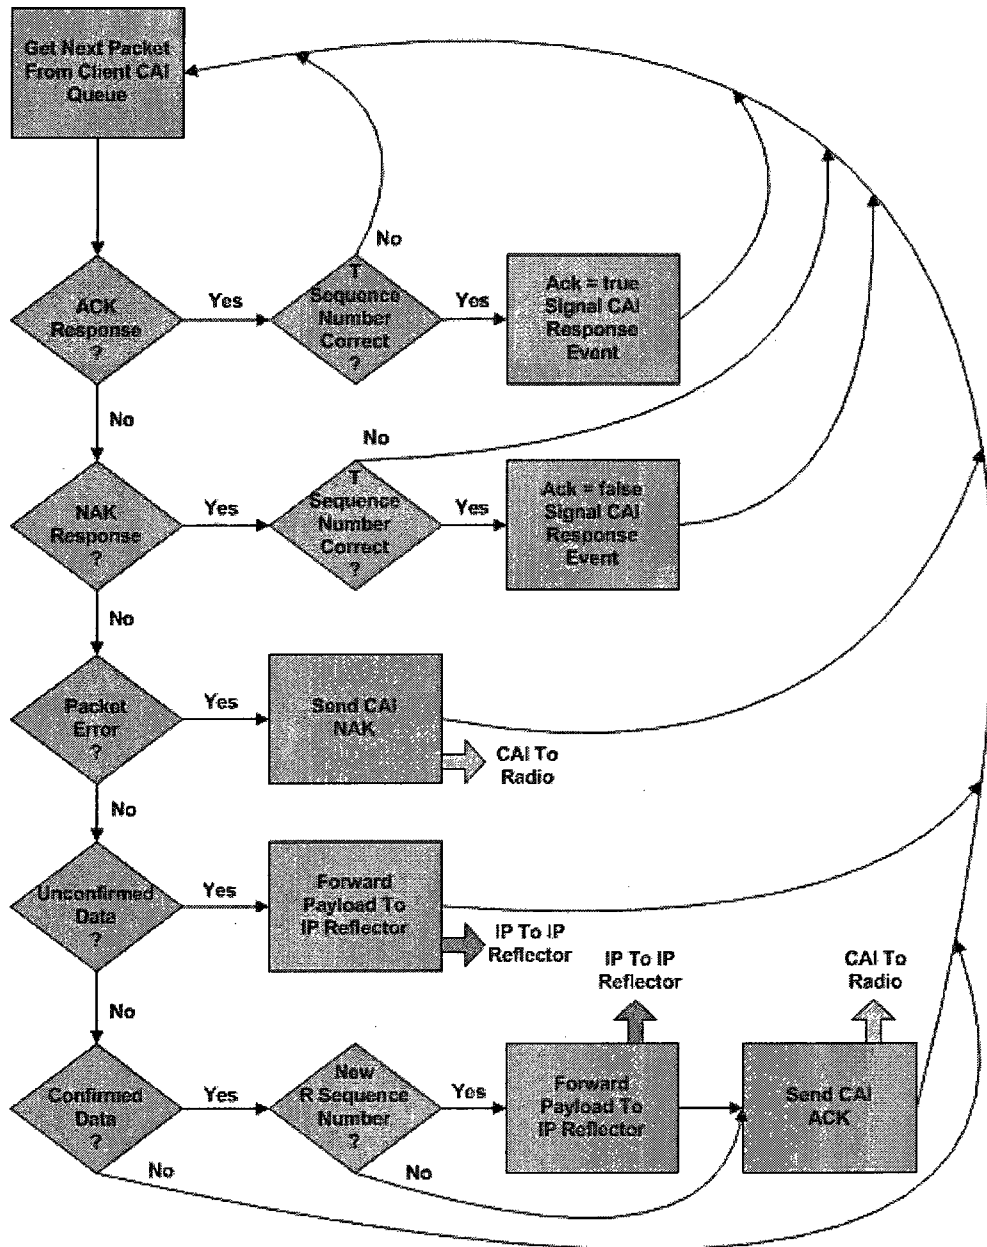 Get Next Packet
From Client CAI
Queue
No
ACK
Response
?
Yes
T
Sequence
Number
Correct
?
Yes
Ack = true
Signal CAI
Response
Event
No
No
NAK
Response
?
Yes
T
Sequence
Number
Correct
?
Yes
Ack = false
Signal CAI
Response
Event
No
Packet
Error
?
Yes
Send CAI
NAK
CAI To
Radio
No
Unconfirmed
Data
?
Yes
Forward
Payload To
IP Reflector
IP To IP
Reflector
No
IP To IP
Reflector
CAI To
Radio
Confirmed
Data
?
Yes
New
R Sequence
Number
?
Yes
Forward
Payload To
IP Reflector
Send CAI
ACK
No
No